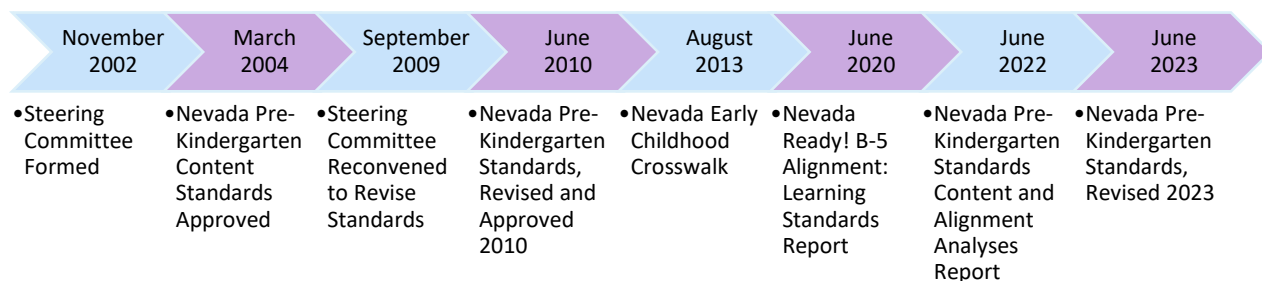 November
2002
March
2004
September
2009
June
2010
August
2013
June
2020
June
2022
June
2023
•Steering
Committee
Formed
•Nevada Pre-
Kindergarten
Content
Standards
Approved
•Steering
Committee
Reconvened
to Revise
Standards
•Nevada Pre-
Kindergarten
Standards,
Revised and
Approved
2010
•Nevada Early
Childhood
Crosswalk
•Nevada
Ready! B-5
Alignment:
Learning
Standards
Report
•Nevada Pre-
Kindergarten
Standards
Content and
Alignment
Analyses
Report
•Nevada Pre-
Kindergarten
Standards,
Revised 2023